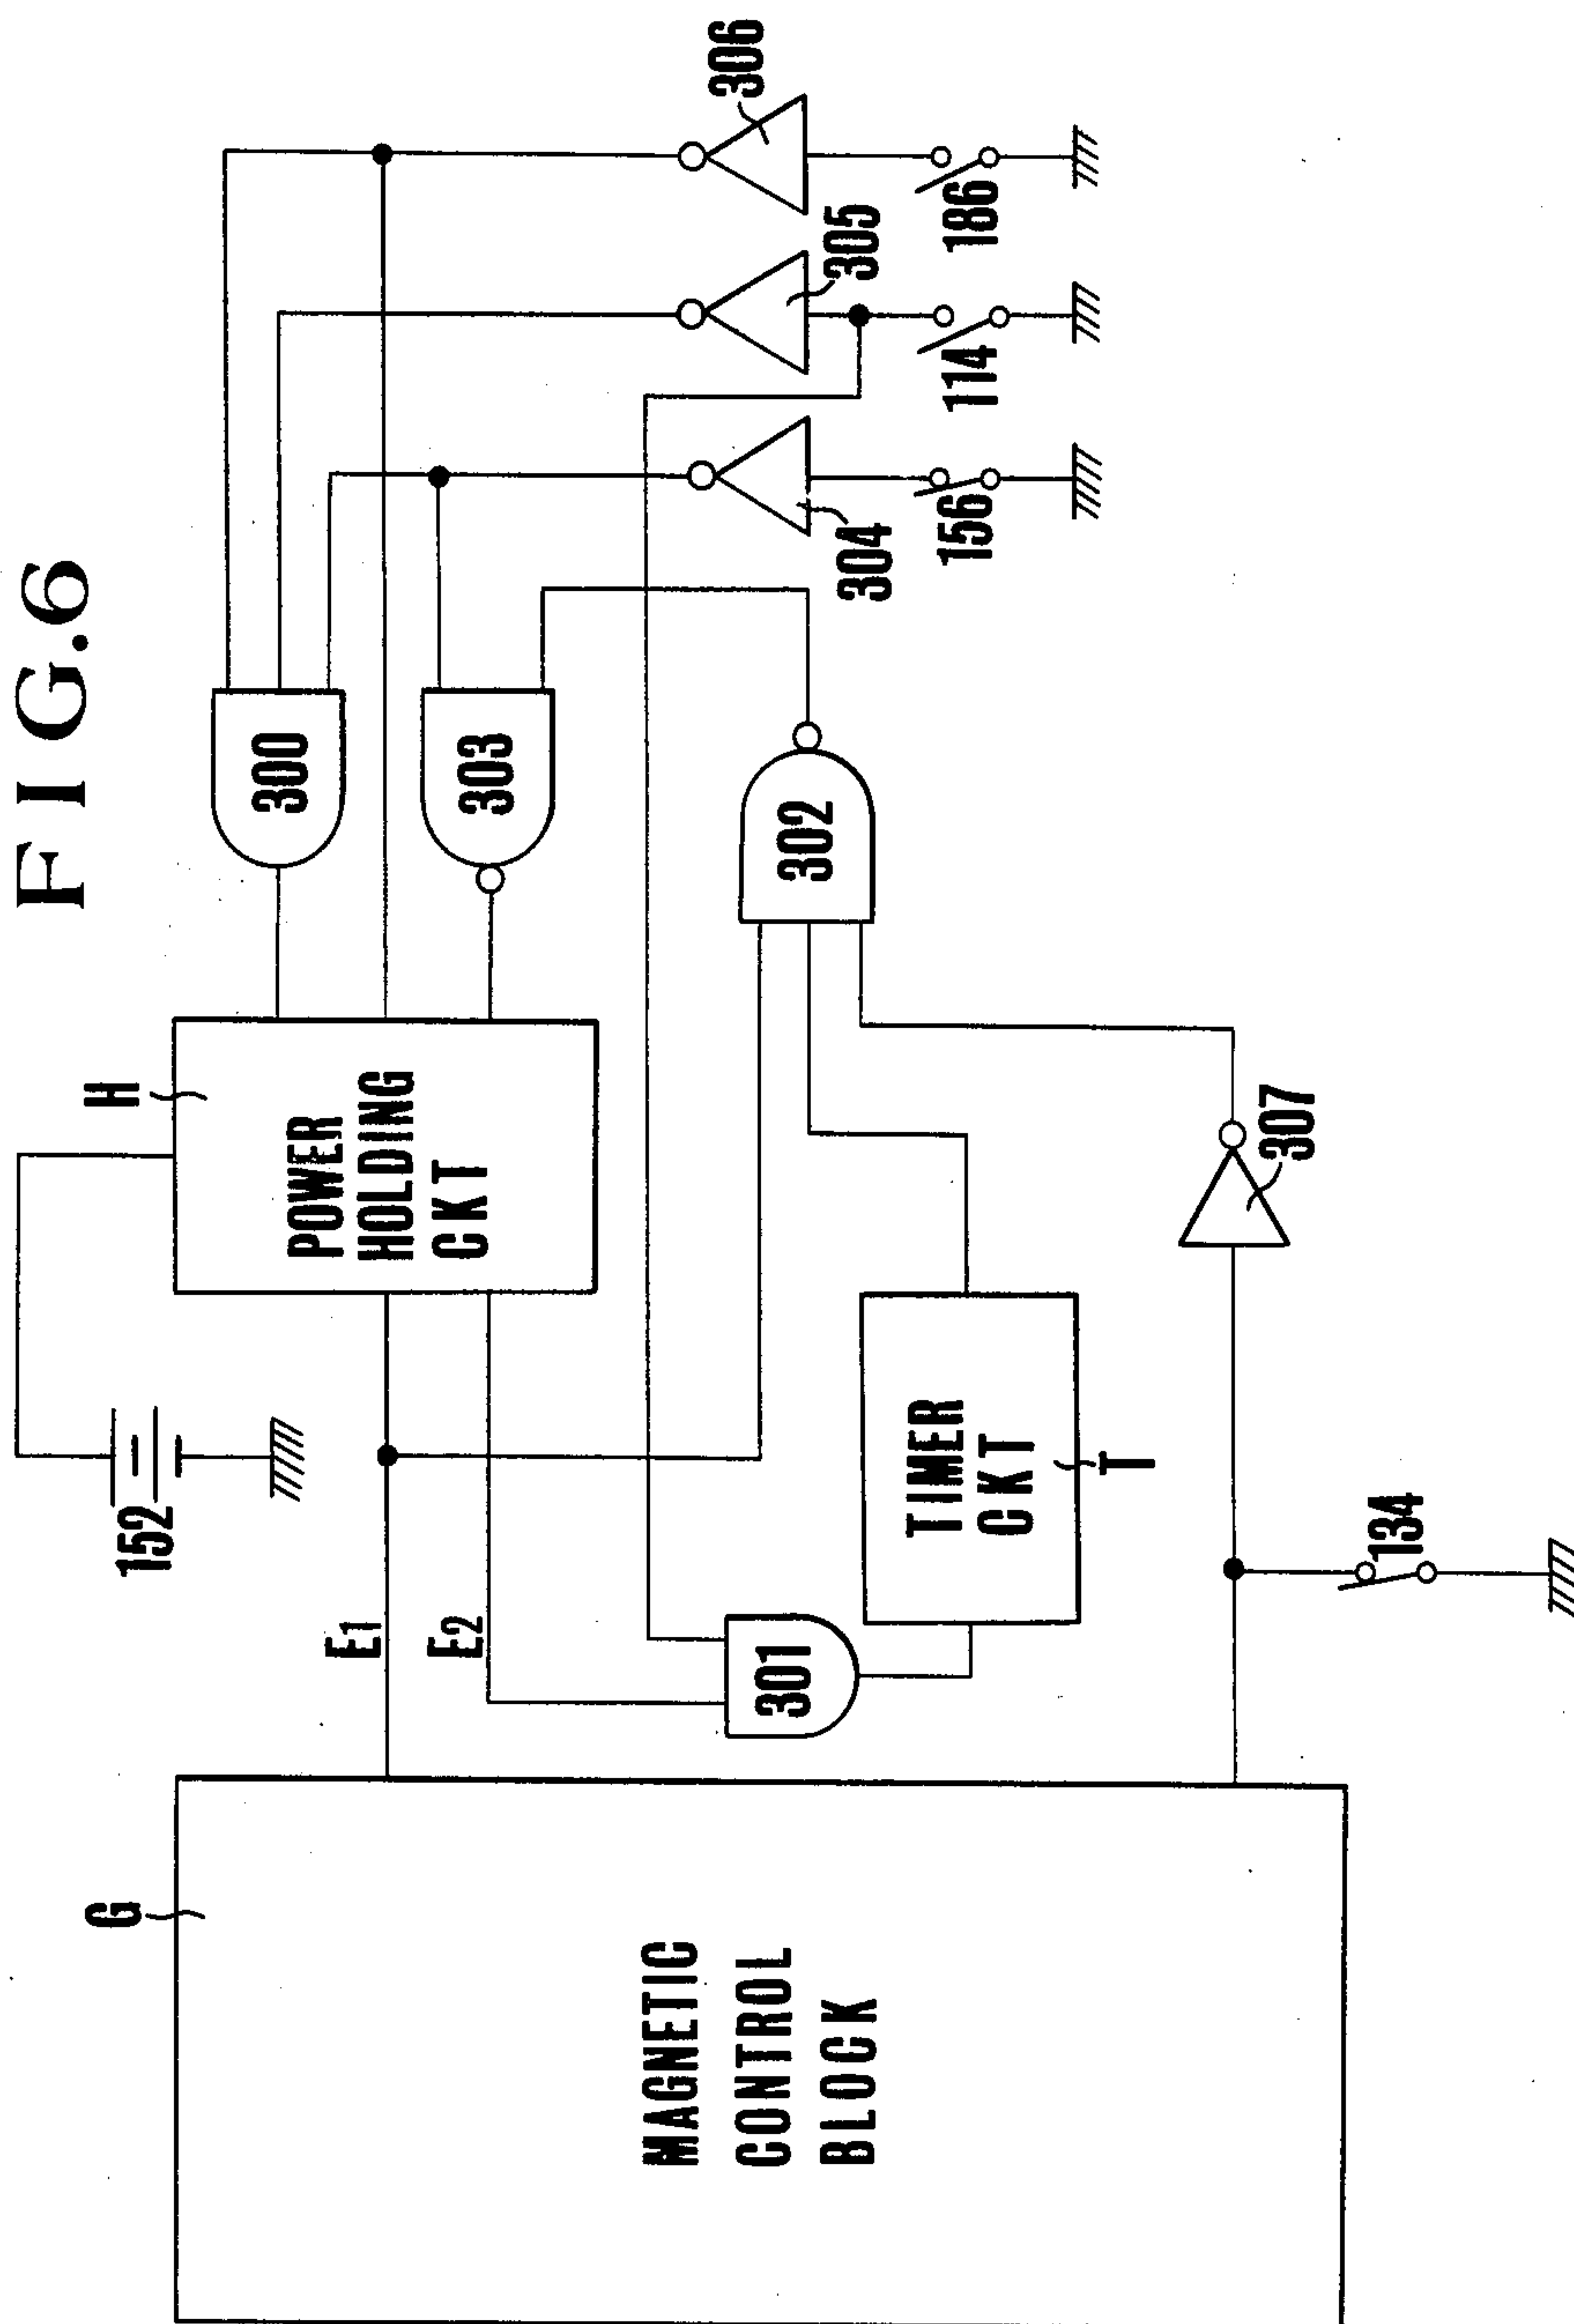 FIG.6
152
H
POWER
HOLDING
CKT
300
303
306
305
186
114
304
156
302
E1
E2
301
TIMER
CKT
T
307
134
G
MAGNETIC
CONTROL
BLOCK